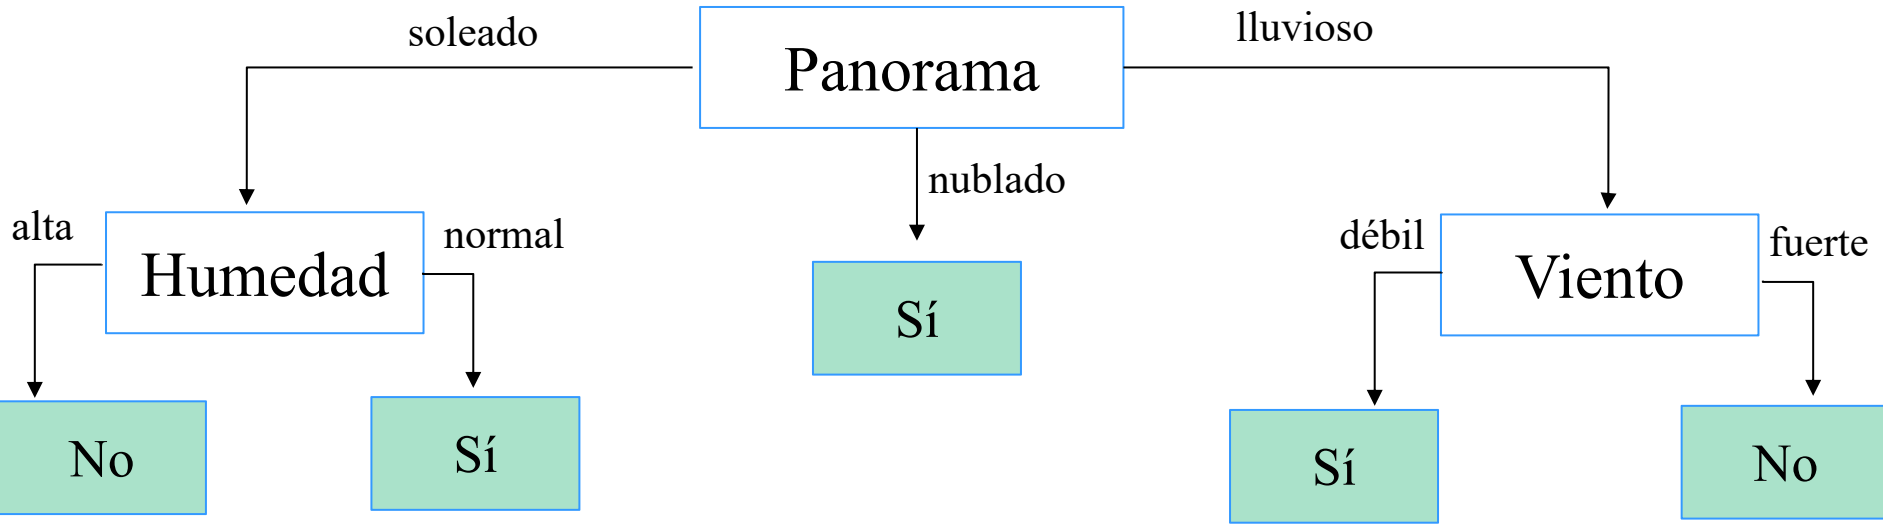 soleado
Panorama
lluvioso
nublado
alta
Humedad
normal
débil
Viento
fuerte
Sí
No
Sí
Sí
No